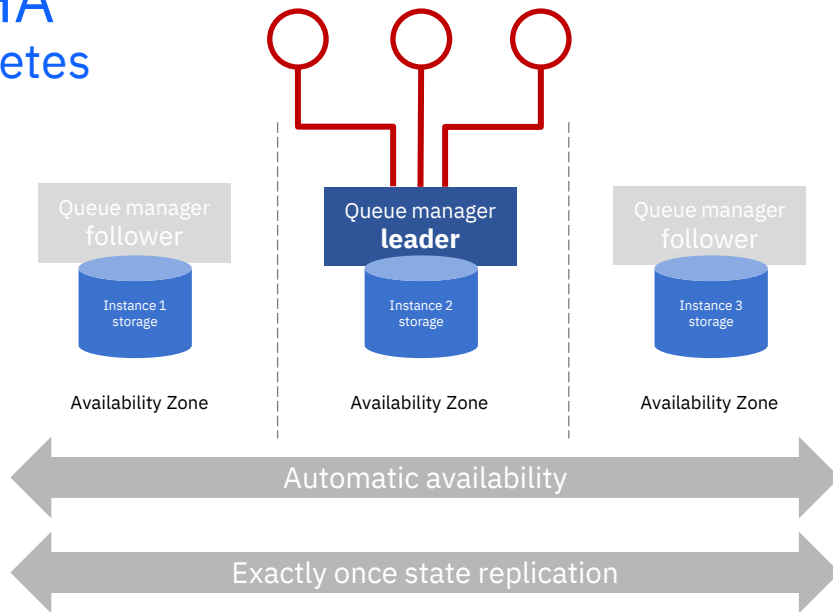 HA
etes
Queue manager
follower
Queue manager
leader
Queue manager
follower
Instance 1
storage
Instance 2
storage
Instance 3
storage
Availability Zone
Availability Zone
Availability Zone
Automatic availability
Exactly once state replication